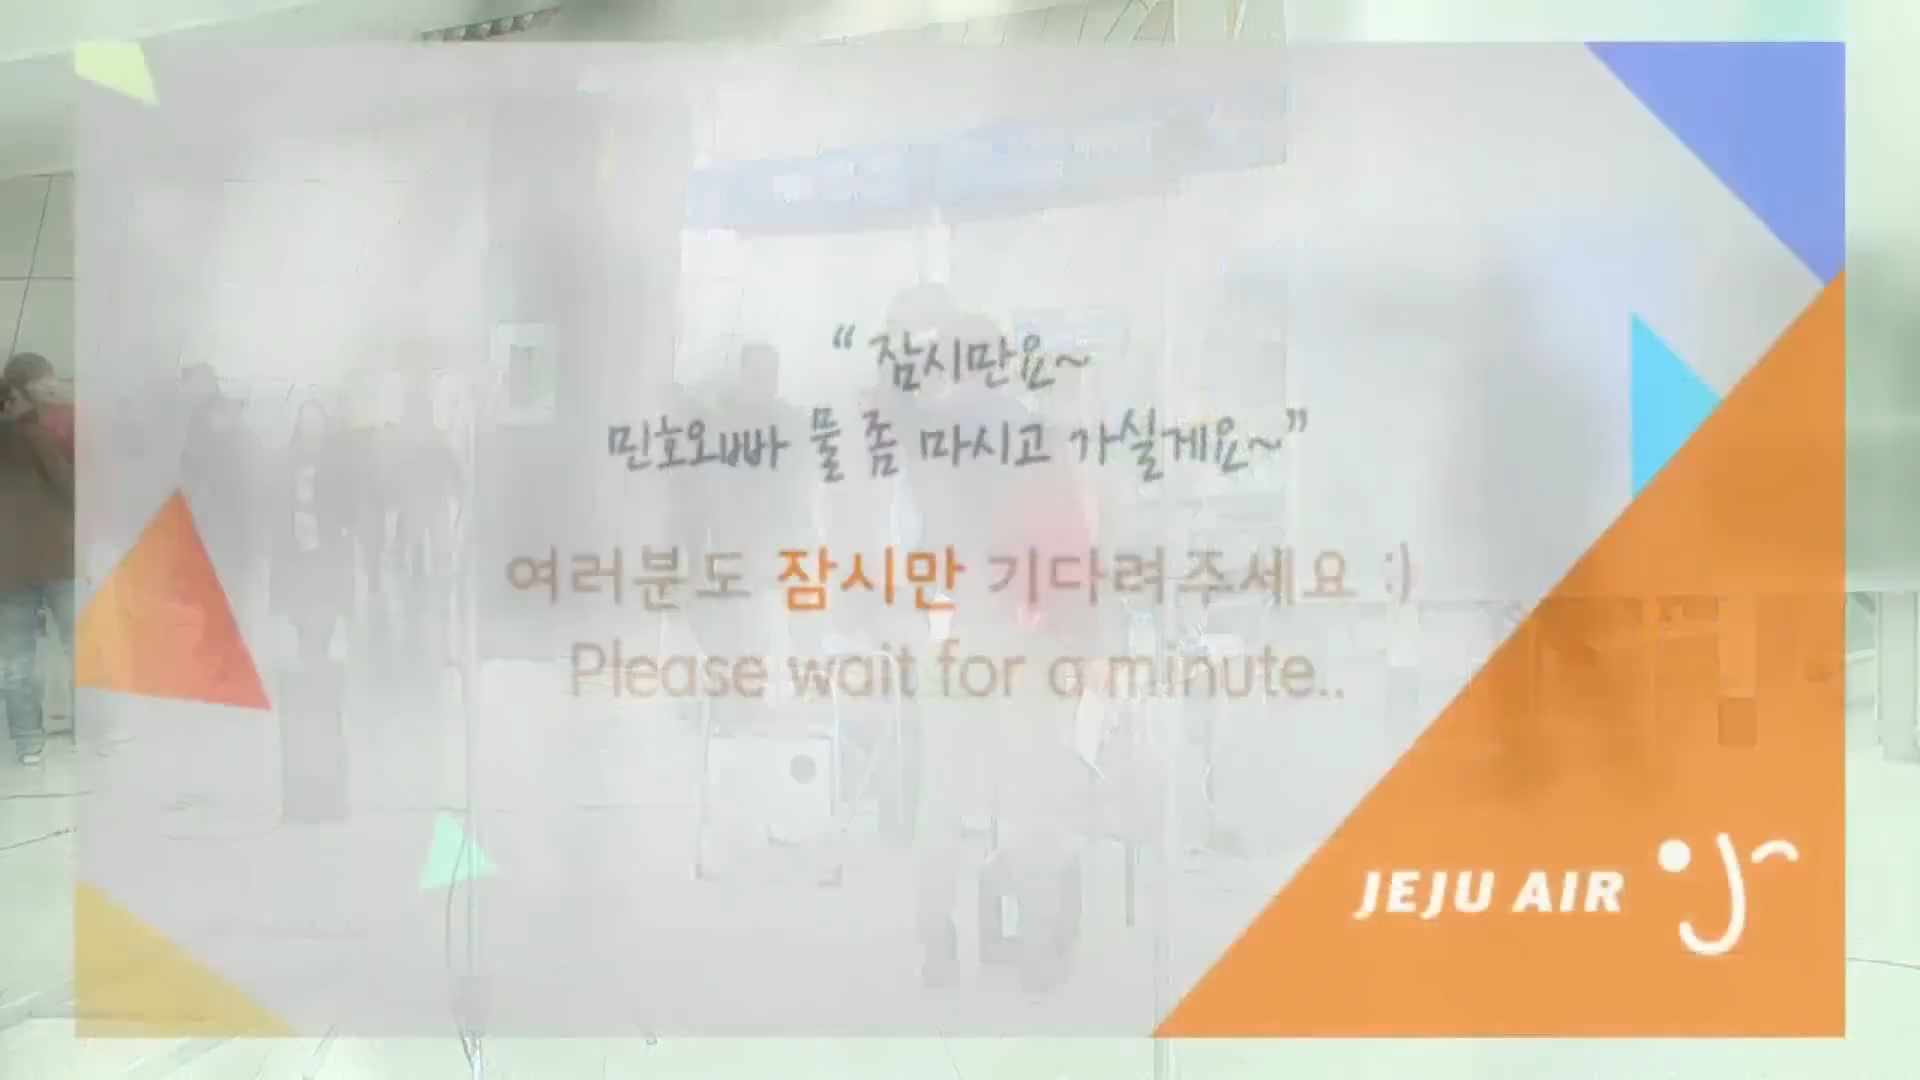 “잠시만요~
민호오빠 물 좀 마시고 가실게요~”
여러분도 잠시만 기다려주세요 :)
Please wait for a minute..
JEJU AIR